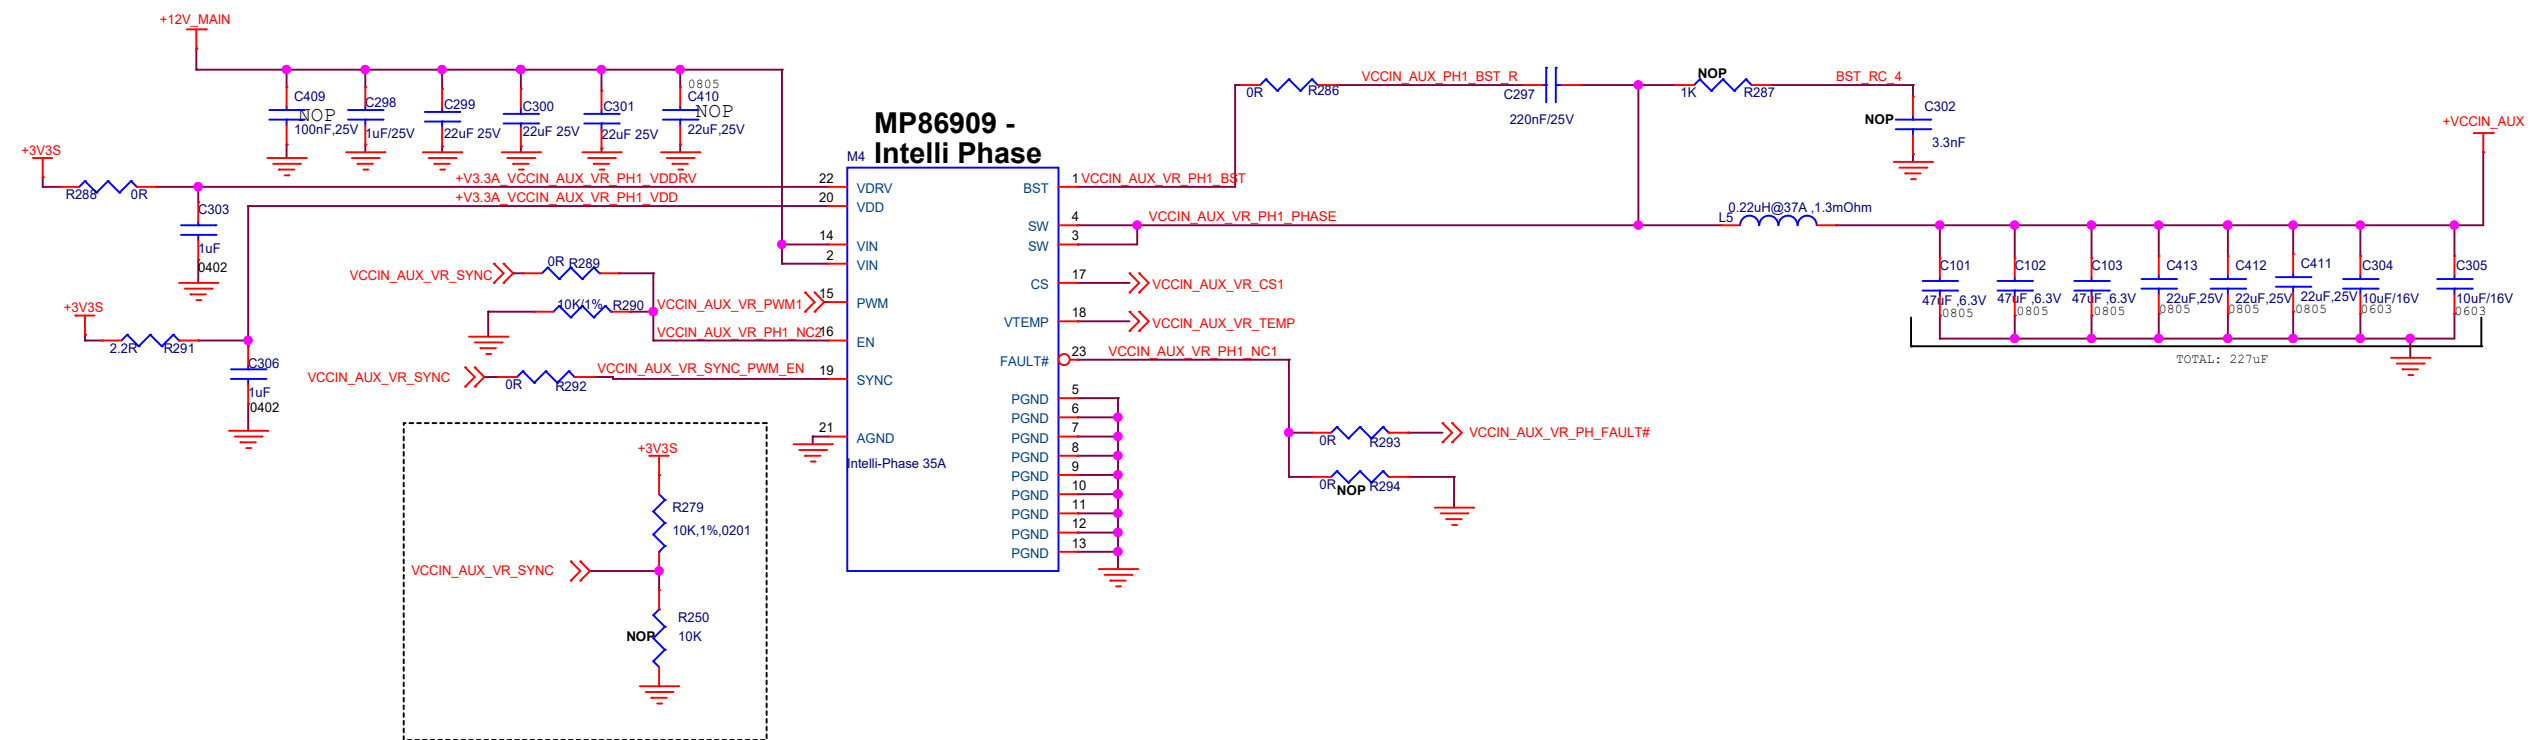 +12V_MAIN
C409
NOP
100nF,25V
C298
1uF/25V
C299
22uF 25V
C300
22uF 25V
C301
22uF 25V
0805
C410
NOP
22uF,25V
MP86909 -
Intelli Phase
M4
+3V3S
R288
0R
+V3.3A_VCCIN_AUX_VR_PH1_VDDRV
+V3.3A_VCCIN_AUX_VR_PH1_VDD
C303
1uF
0402
+3V3S
2.2R
R291
C306
1uF
0402
VCCIN_AUX_VR_SYNC
0R
R289
10K/1%
R290
VCCIN_AUX_VR_PWM1
VCCIN_AUX_VR_PH1_NC2
VCCIN_AUX_VR_SYNC
0R
R292
VCCIN_AUX_VR_SYNC_PWM_EN
22
VDRV
20
VDD
14
VIN
2
VIN
15
PWM
16
EN
19
SYNC
21
AGND
Intelli-Phase 35A
BST
1
SW
4
SW
3
CS
17
VTEMP
18
FAULT#
23
PGND
5
PGND
6
PGND
7
PGND
8
PGND
9
PGND
10
PGND
11
PGND
12
PGND
13
VCCIN_AUX_VR_PH1_BST
0R
R286
VCCIN_AUX_PH1_BST_R
C297
220nF/25V
NOP
1K
R287
BST_RC_4
C302
NOP
3.3nF
VCCIN_AUX_VR_PH1_PHASE
L5
0.22uH@37A ,1.3mOhm
+VCCIN_AUX
VCCIN_AUX_VR_CS1
VCCIN_AUX_VR_TEMP
VCCIN_AUX_VR_PH1_NC1
0R
R293
VCCIN_AUX_VR_PH_FAULT#
0R
NOP
R294
C101
47uF ,6.3V
0805
C102
47uF ,6.3V
0805
C103
47uF ,6.3V
0805
C413
22uF,25V
0805
C412
22uF,25V
0805
C411
22uF,25V
0805
C304
10uF/16V
0603
C305
10uF/16V
0603
TOTAL: 227uF
+3V3S
R279
10K,1%,0201
VCCIN_AUX_VR_SYNC
R250
NOP
10K